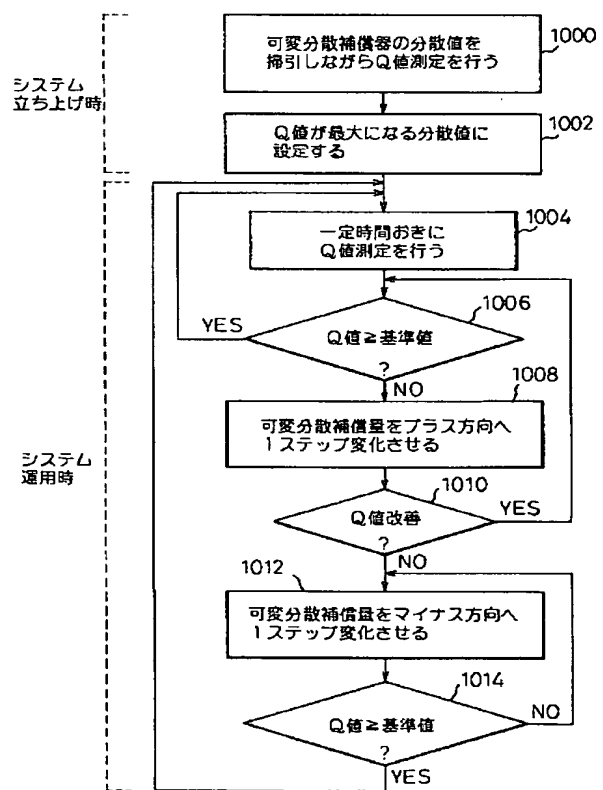 システム
立ち上げ時
可変分散補償器の分散値を
掃引しながらQ値測定を行う
1000
Q値が最大になる分散値に
設定する
1002
システム
運用時
一定時間おきに
Q値測定を行う
1004
1006
YES
Q値≧基準値
?
NO
1008
可変分散補償量をプラス方向へ
1ステップ変化させる
1010
Q値改善
YES
?
NO
1012
可変分散補償量をマイナス方向へ
1ステップ変化させる
1014
Q値≧基準値
NO
?
YES